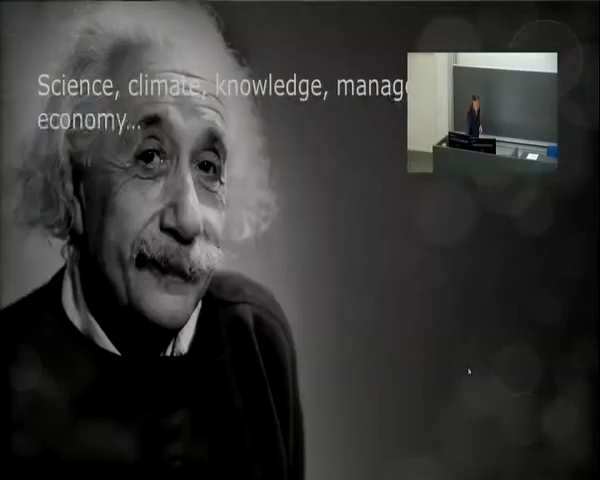 Science, climate, knowledge, manag
economy...